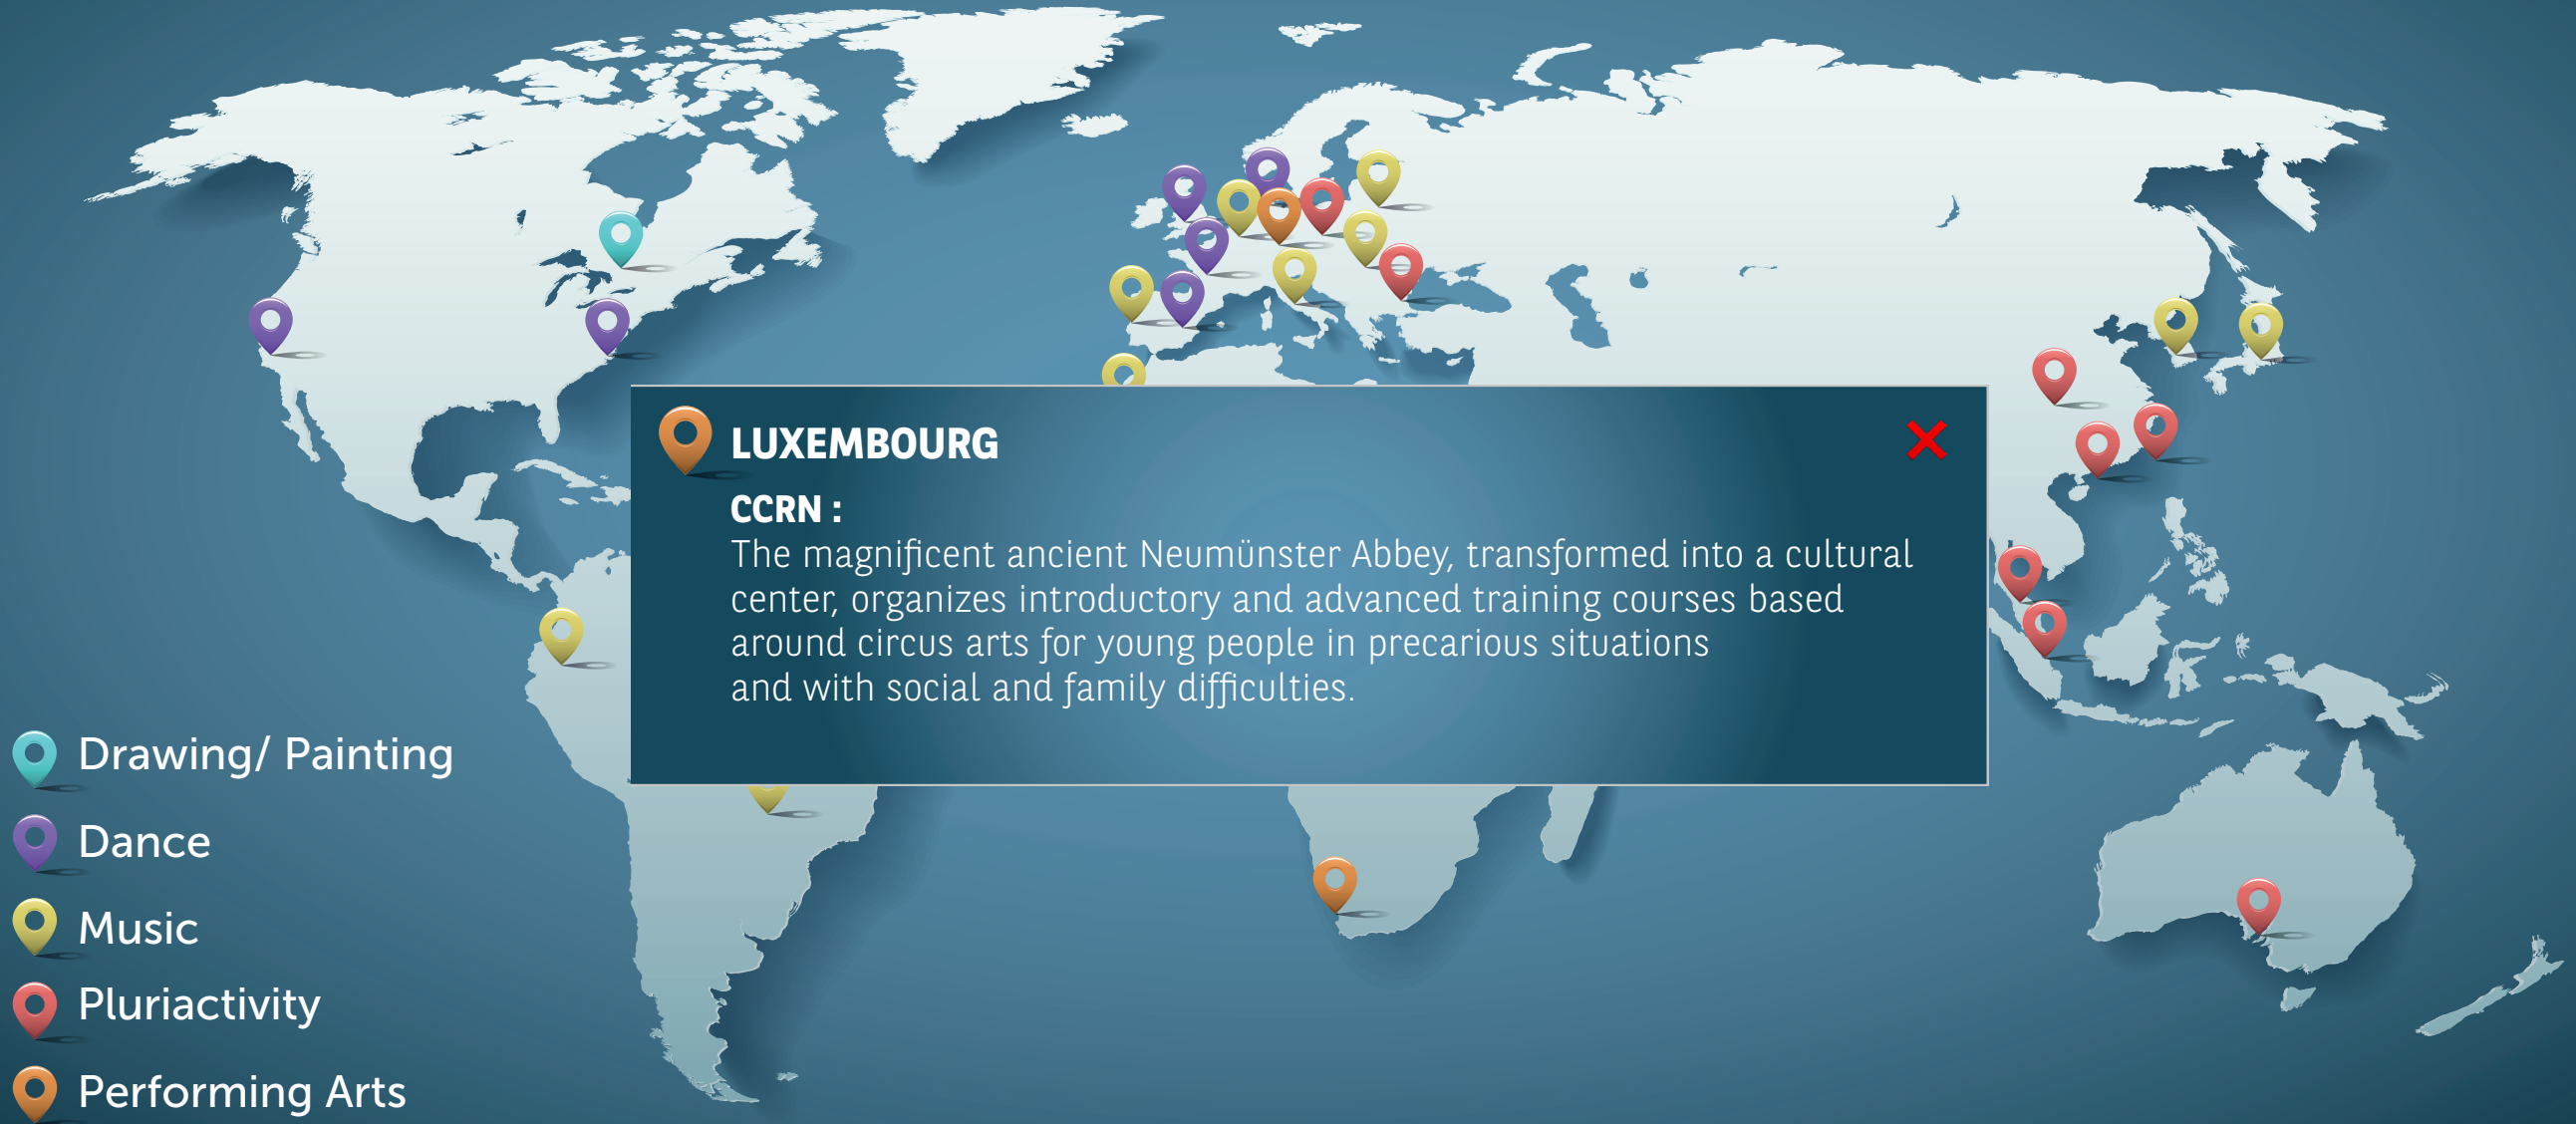 LUXEMBOURG
CCRN :
The magnificent ancient Neumünster Abbey, transformed into a cultural
center, organizes introductory and advanced training courses based
around circus arts for young people in precarious situations
and with social and family difficulties.
Drawing/ Painting
Dance
Music
Pluriactivity
Performing Arts